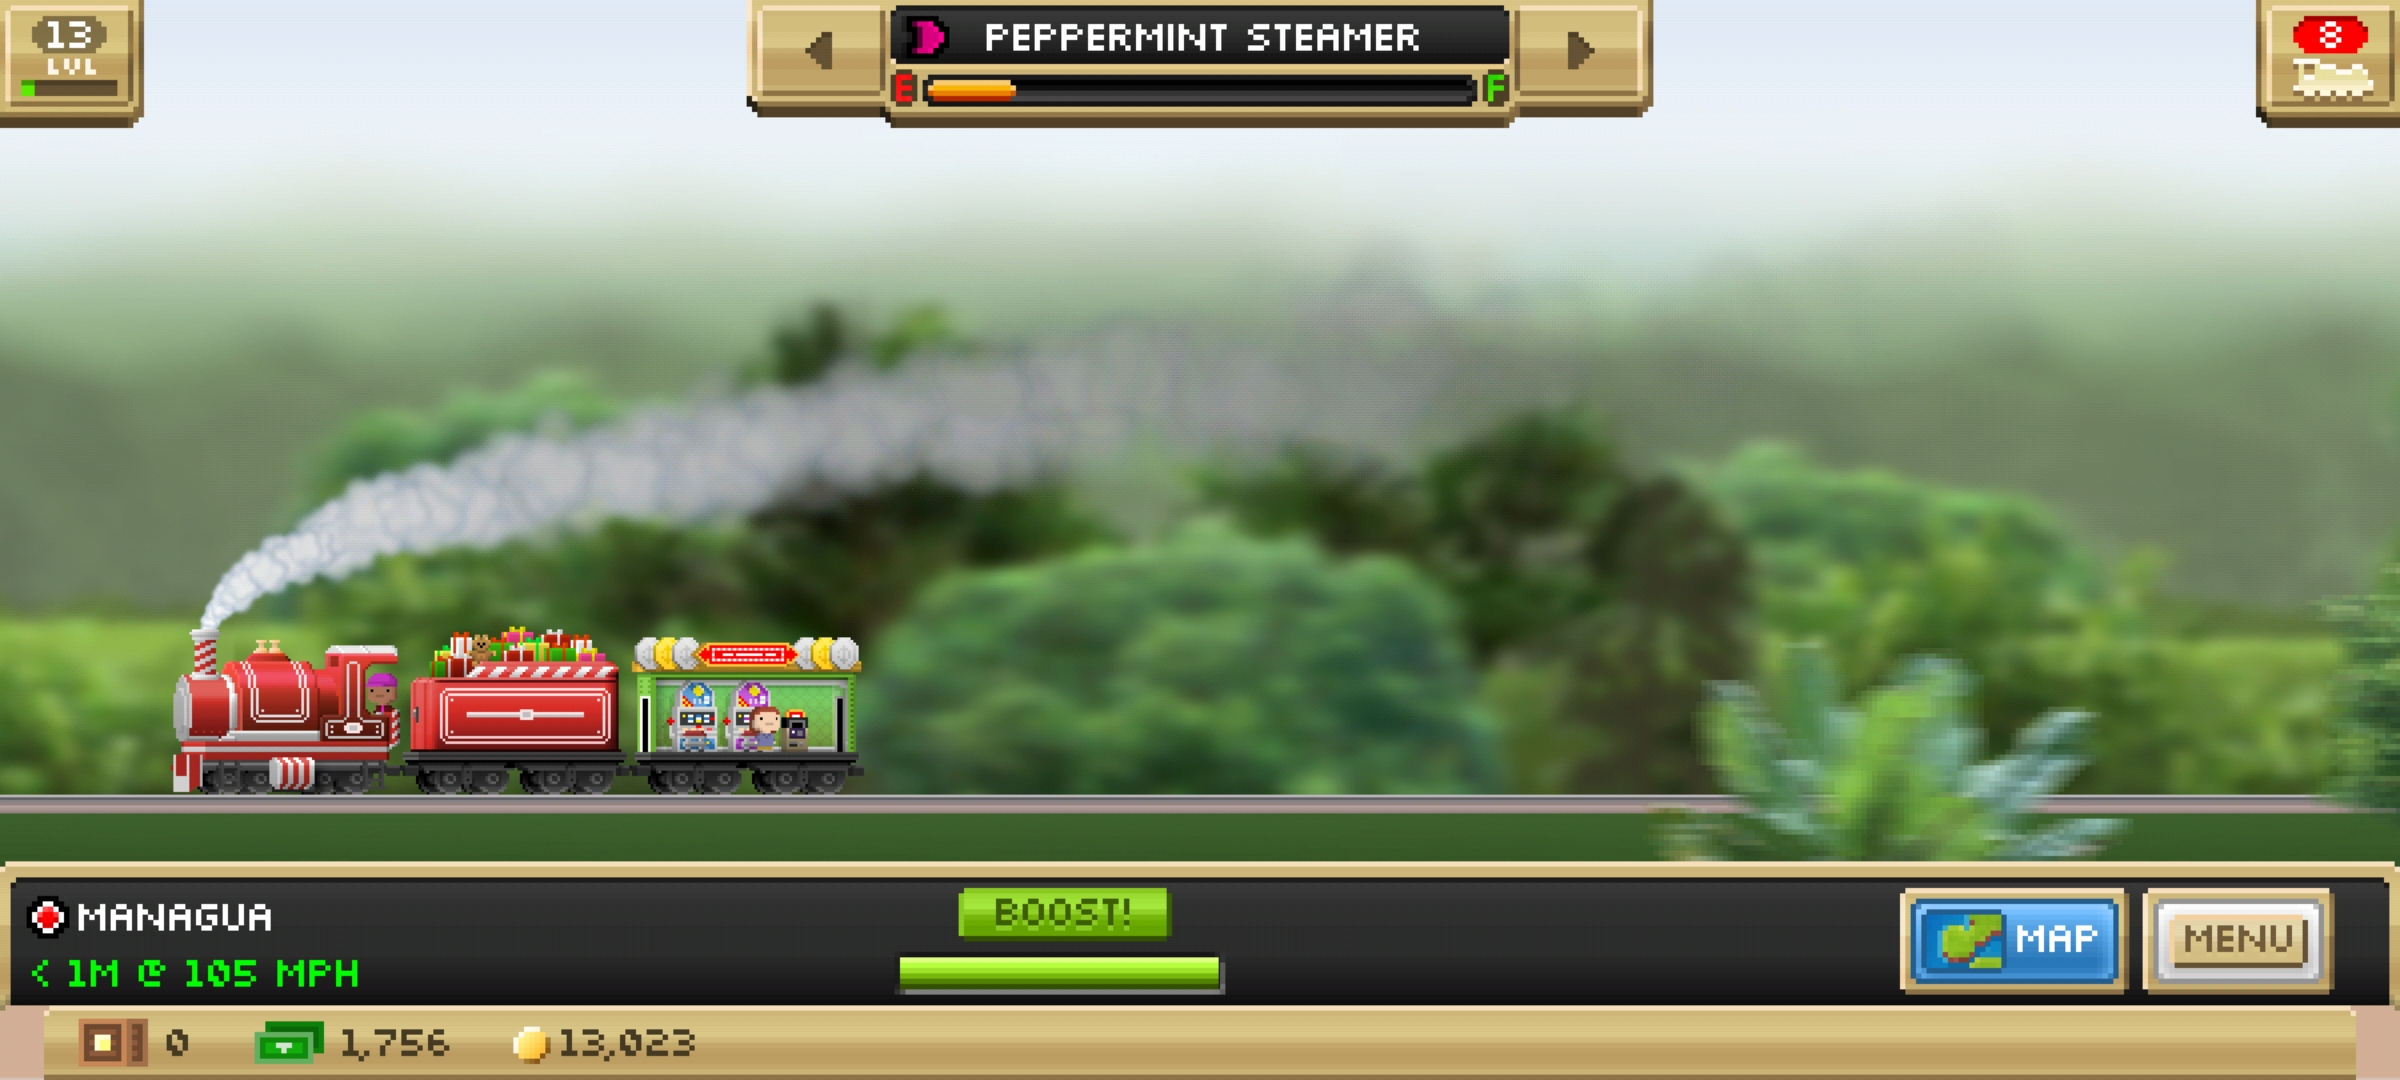 13
LVL
PEPPERMINT STEAMER
E F
8
MANAGUA
< 1M @ 105 MPH
BOOST!
MAP
MENU
0
1,756
13,023